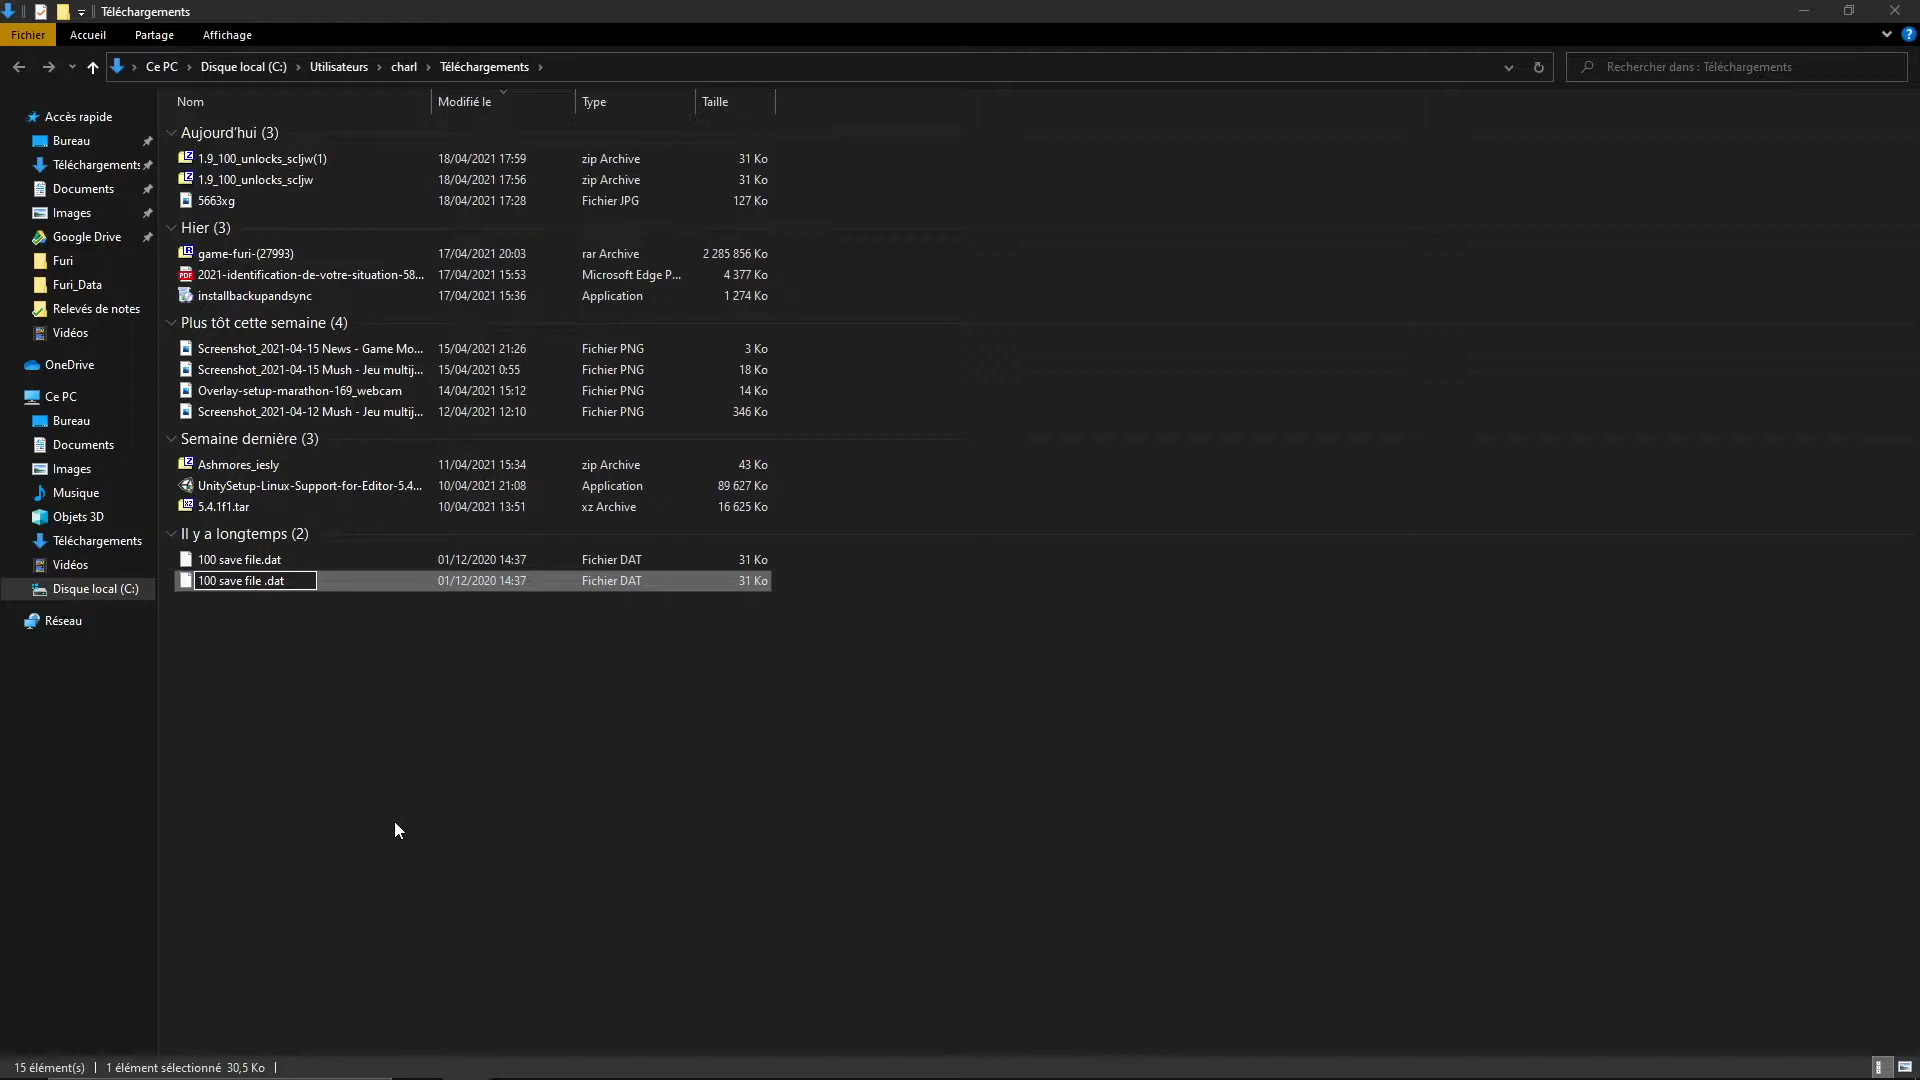 Téléchargements
Fichier Accueil Partage Affichage
Ce PC Disque local (C:) Utilisateurs charl Téléchargements
Rechercher dans : Téléchargements
Accès rapide
Bureau
Téléchargements
Documents
Images
Google Drive
Furi
Furi_Data
Relevés de notes
Vidéos
OneDrive
Ce PC
Bureau
Documents
Images
Musique
Objets 3D
Téléchargements
Vidéos
Disque local (C:)
Réseau
Nom Modifié le Type Taille
Aujourd'hui (3)
1.9_100_unlocks_scljw(1) 18/04/2021 17:59 zip Archive 31 Ko
1.9_100_unlocks_scljw 18/04/2021 17:56 zip Archive 31 Ko
5663xg 18/04/2021 17:28 Fichier JPG 127 Ko
Hier (3)
game-furi-(27993) 17/04/2021 20:03 rar Archive 2 285 856 Ko
2021-identification-de-votre-situation-58... 17/04/2021 15:53 Microsoft Edge P... 4 377 Ko
installbackupandsync 17/04/2021 15:36 Application 1 274 Ko
Plus tôt cette semaine (4)
Screenshot_2021-04-15 News - Game Mo... 15/04/2021 21:26 Fichier PNG 3 Ko
Screenshot_2021-04-15 Mush - Jeu multij... 15/04/2021 0:55 Fichier PNG 18 Ko
Overlay-setup-marathon-169_webcam 14/04/2021 15:12 Fichier PNG 14 Ko
Screenshot_2021-04-12 Mush - Jeu multij... 12/04/2021 12:10 Fichier PNG 346 Ko
Semaine dernière (3)
Ashmores_iesly 11/04/2021 15:34 zip Archive 43 Ko
UnitySetup-Linux-Support-for-Editor-5.4... 10/04/2021 21:08 Application 89 627 Ko
5.4.1f1.tar 10/04/2021 13:51 xz Archive 16 625 Ko
Il y a longtemps (2)
100 save file.dat 01/12/2020 14:37 Fichier DAT 31 Ko
100 save file .dat 01/12/2020 14:37 Fichier DAT 31 Ko
15 élément(s) 1 élément sélectionné 30,5 Ko